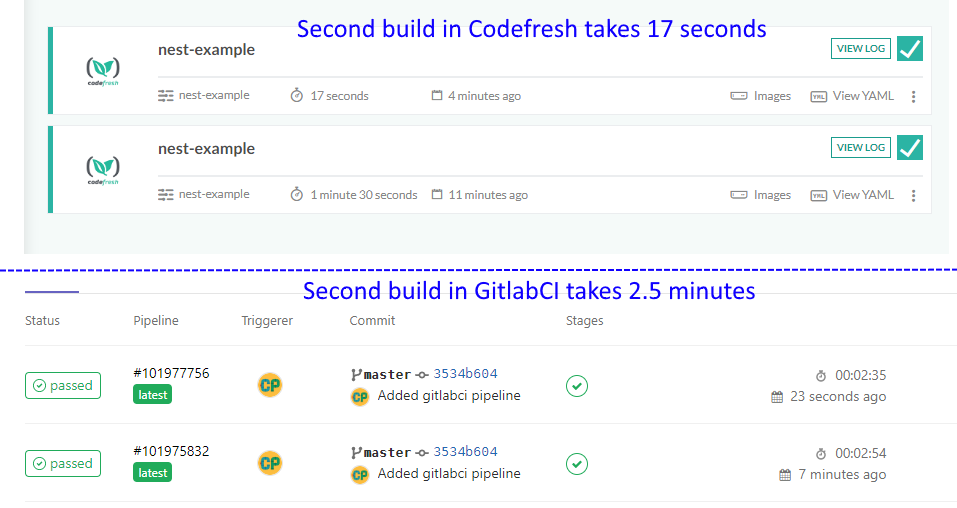 Second build in Codefresh takes 17 seconds
nest-example
VIEW LOG
codefresh
nest-example 17 seconds 4 minutes ago Images YML View YAML
nest-example
VIEW LOG
codefresh
nest-example 1 minute 30 seconds 11 minutes ago Images YML View YAML
Second build in GitlabCI takes 2.5 minutes
Status Pipeline Triggerer Commit Stages
passed #101977756 latest CP master 3534b604 00:02:35
CP Added gitlabci pipeline 23 seconds ago
passed #101975832 latest CP master 3534b604 00:02:54
CP Added gitlabci pipeline 7 minutes ago